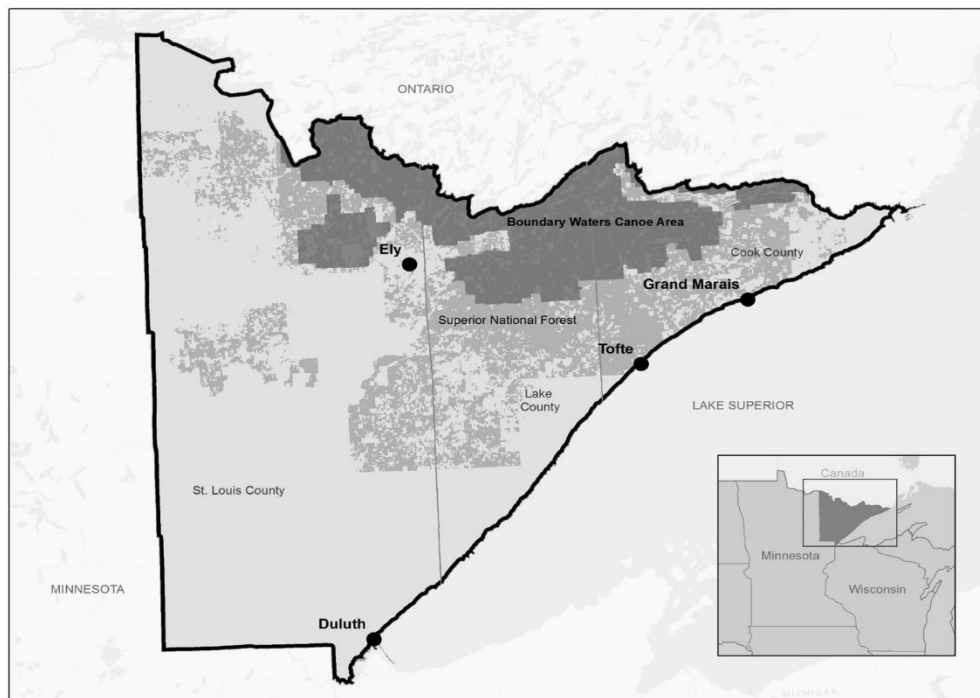 ONTARIO
Boundary Waters Canoe Area
Ely
Cook County
Grand Marais
Superior National Forest
Tofte
Lake
County
LAKE SUPERIOR
St. Louis County
Canada
Minnesota
Wisconsin
MINNESOTA
Duluth
MICHIGAN